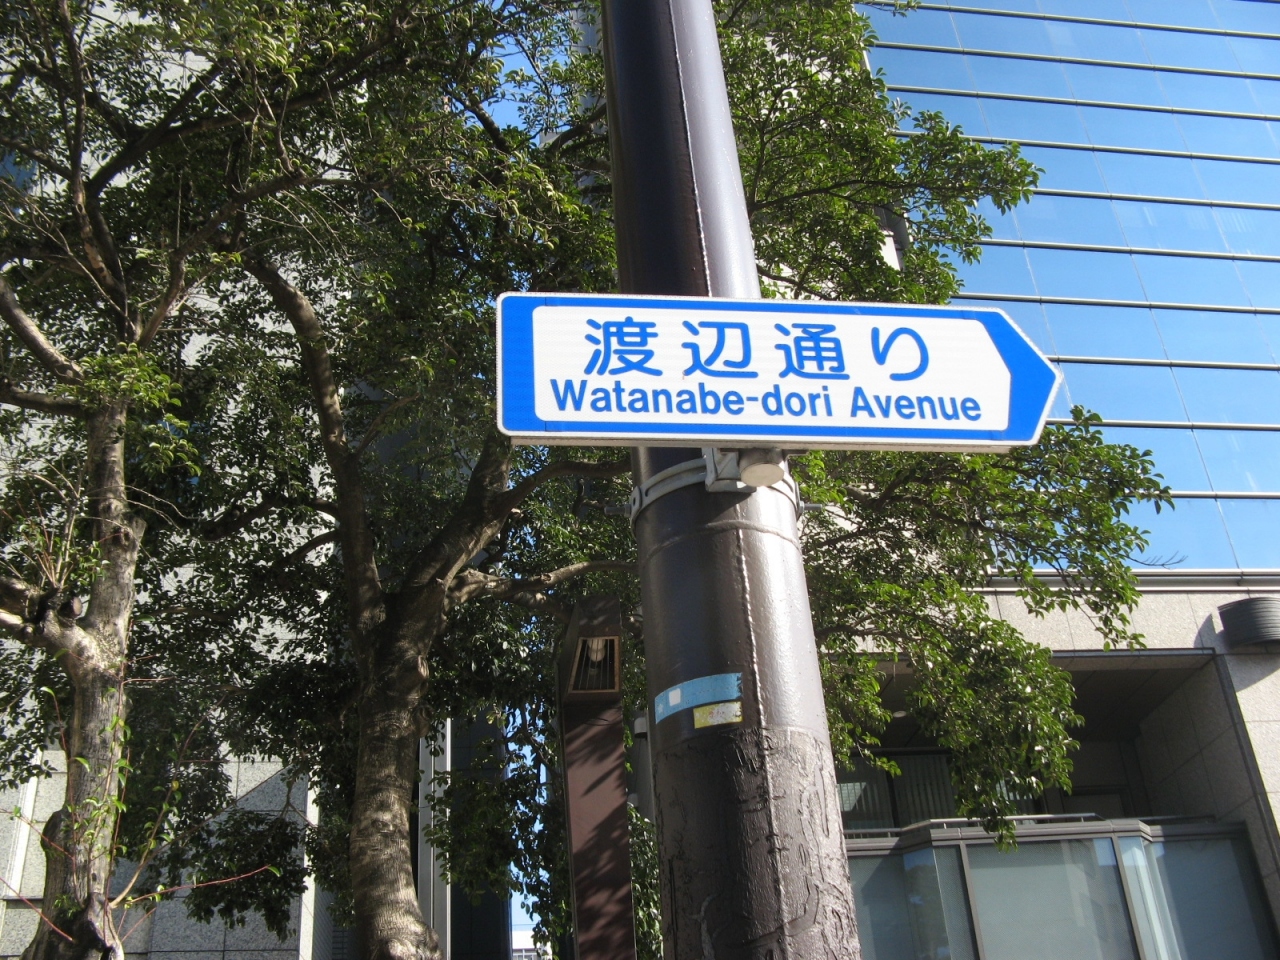 渡辺通り
Watanabe-dori Avenue